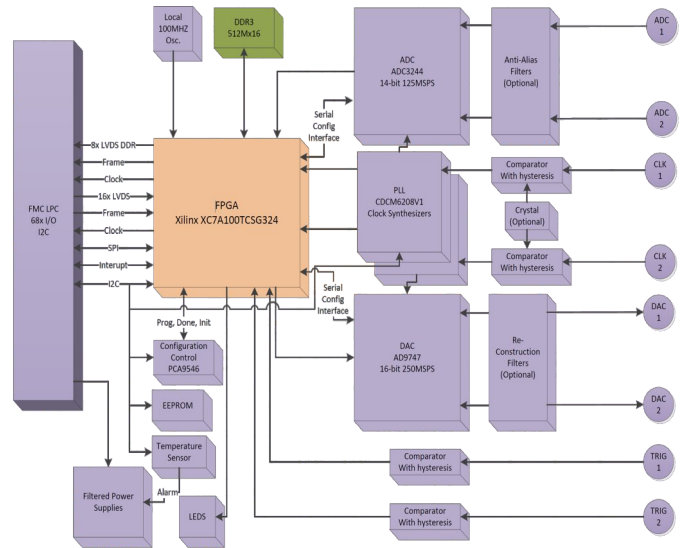 Local
100MHZ
Osc.
DDR3
512Mx16
ADC
ADC3244
14-bit 125MSPS
Anti-Alias
Filters
(Optional)
ADC
1
ADC
2
Serial
Config
Interface
8x LVDS DDR
Frame
Clock
16x LVDS
Frame
Clock
SPI
Interupt
I2C
FMC LPC
68x I/O
I2C
FPGA
Xilinx XC7A100TCSG324
PLL
CDCM6208V1
Clock Synthesizers
Comparator
With hysteresis
CLK
1
Crystal
(Optional)
Comparator
With hysteresis
CLK
2
Serial
Config
Interface
Prog, Done, Init
Configuration
Control
PCA9546
DAC
AD9747
16-bit 250MSPS
Re-
Construction
Filters
(Optional)
DAC
1
DAC
2
EEPROM
Temperature
Sensor
Alarm
Filtered Power
Supplies
LEDS
Comparator
With hysteresis
TRIG
1
Comparator
With hysteresis
TRIG
2